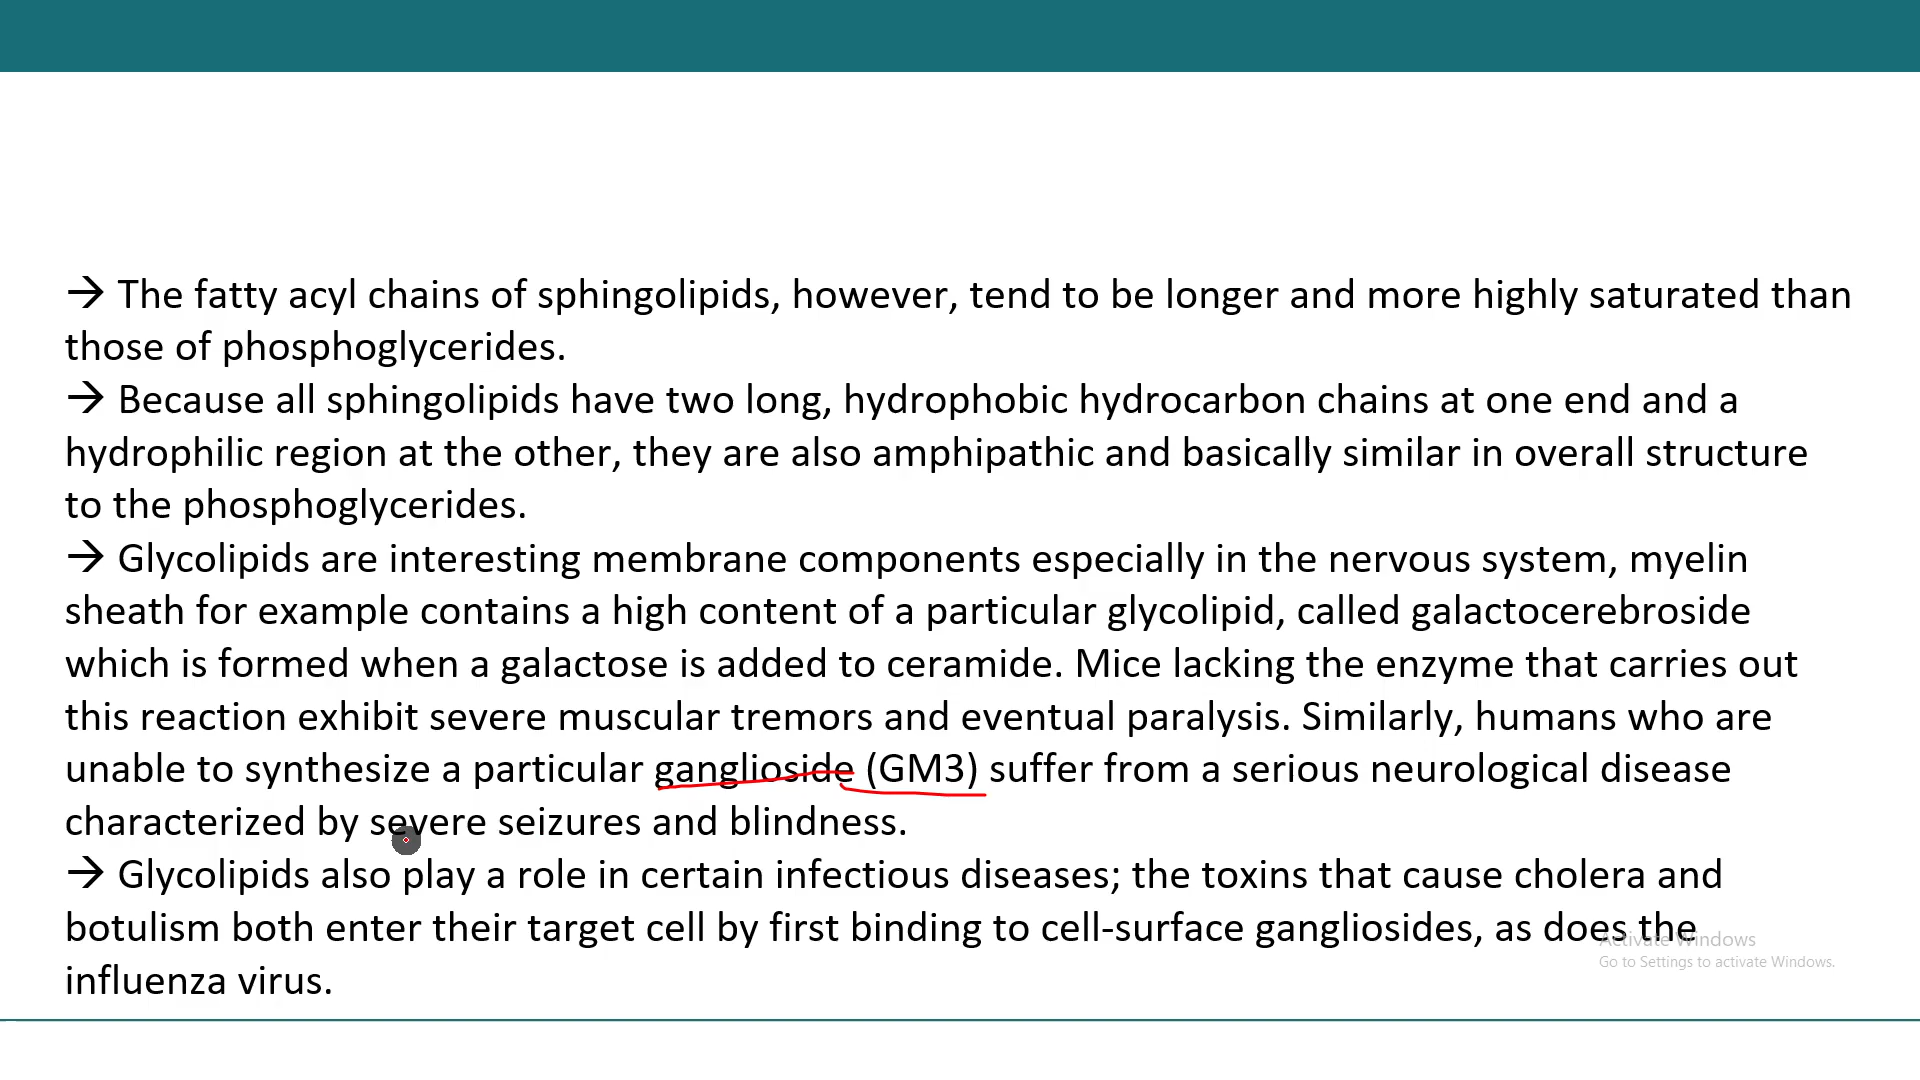 → The fatty acyl chains of sphingolipids, however, tend to be longer and more highly saturated than
those of phosphoglycerides.
→ Because all sphingolipids have two long, hydrophobic hydrocarbon chains at one end and a
hydrophilic region at the other, they are also amphipathic and basically similar in overall structure
to the phosphoglycerides.
→ Glycolipids are interesting membrane components especially in the nervous system, myelin
sheath for example contains a high content of a particular glycolipid, called galactocerebroside
which is formed when a galactose is added to ceramide. Mice lacking the enzyme that carries out
this reaction exhibit severe muscular tremors and eventual paralysis. Similarly, humans who are
unable to synthesize a particular ganglioside (GM3) suffer from a serious neurological disease
characterized by severe seizures and blindness.
→ Glycolipids also play a role in certain infectious diseases; the toxins that cause cholera and
botulism both enter their target cell by first binding to cell-surface gangliosides, as does the
influenza virus.
Activate Windows
Go to Settings to activate Windows.